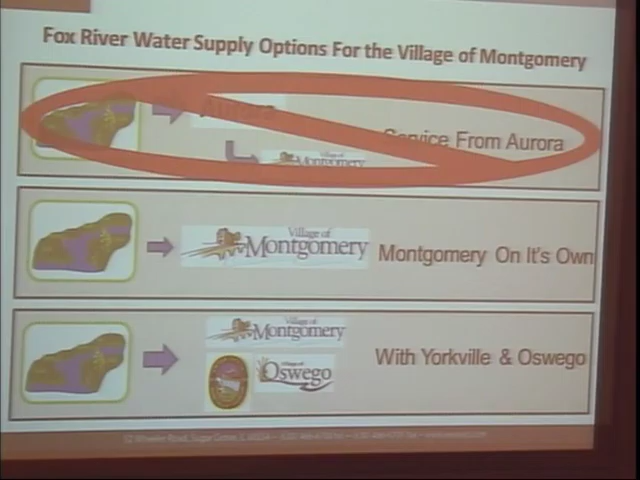 Fox River Water Supply Options For the Village of Montgomery
Aurora
Village of
Montgomery
Service From Aurora
Village of
Montgomery
Montgomery On It's Own
Village of
Montgomery
Village of
Oswego
With Yorkville & Oswego